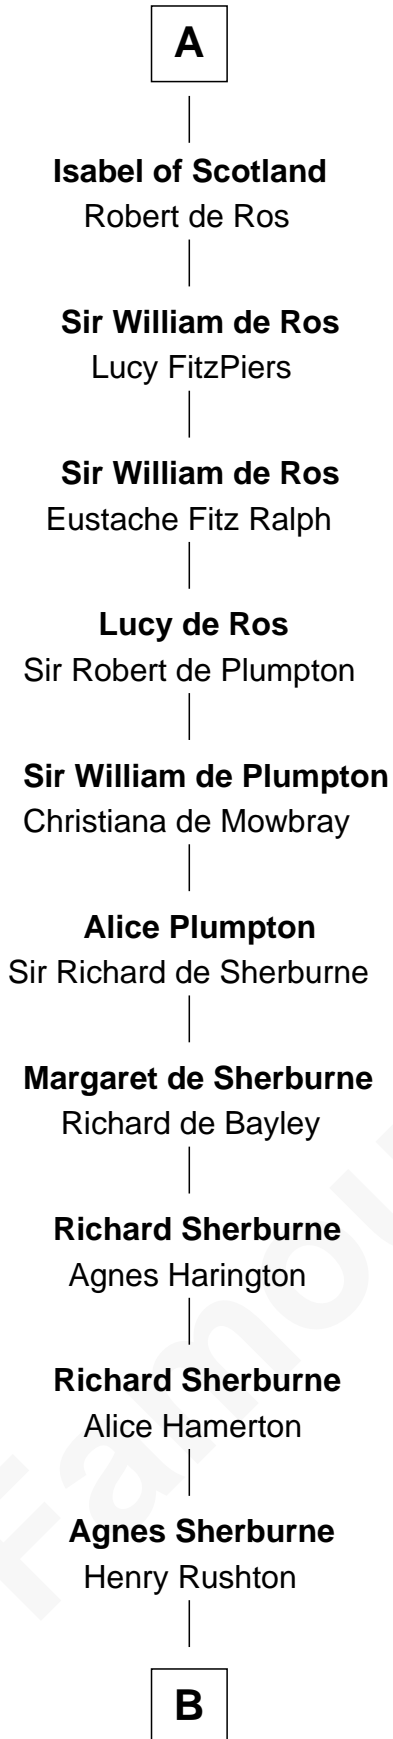 A
Isabel of Scotland
Robert de Ros
Sir William de Ros
Lucy FitzPiers
Sir William de Ros
Eustache Fitz Ralph
Lucy de Ros
Sir Robert de Plumpton
Sir William de Plumpton
Christiana de Mowbray
Alice Plumpton
Sir Richard de Sherburne
Margaret de Sherburne
Richard de Bayley
Richard Sherburne
Agnes Harington
Richard Sherburne
Alice Hamerton
Agnes Sherburne
Henry Rushton
B